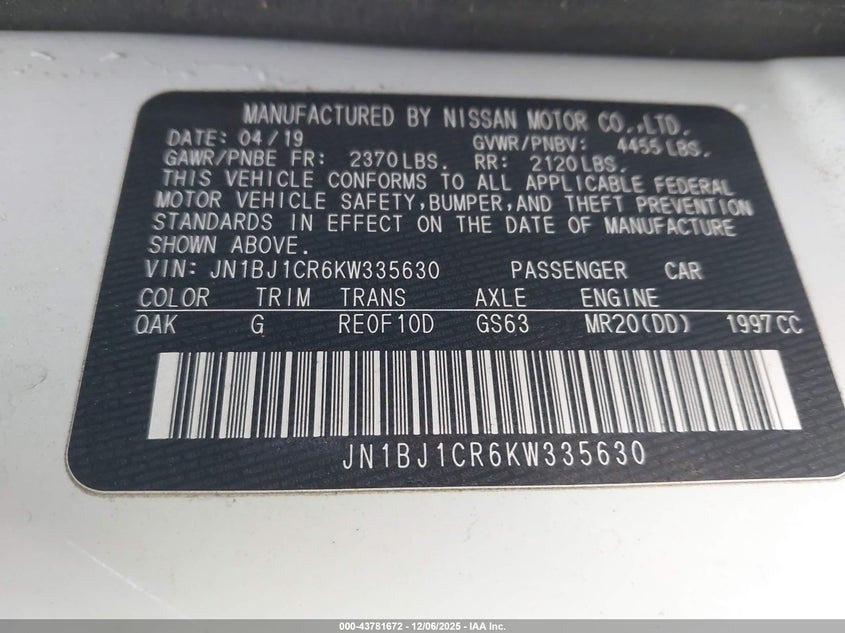 MANUFACTURED BY NISSAN MOTOR CO.,LTD.
DATE: 04/19 GVWR/PNBV: 4455LBS.
GAWR/PNBE FR: 2370LBS. RR: 2120LBS.
THIS VEHICLE CONFORMS TO ALL APPLICABLE FEDERAL
MOTOR VEHICLE SAFETY,BUMPER,AND THEFT PREVENTION
STANDARDS IN EFFECT ON THE DATE OF MANUFACTURE
SHOWN ABOVE.
VIN: JN1BJ1CR6KW335630 PASSENGER CAR
COLOR TRIM TRANS AXLE ENGINE
QAK G RE0F10D GS63 MR20(DD) 1997CC
JN1BJ1CR6KW335630
000-43781672 - 12/06/2025 - IAA Inc.